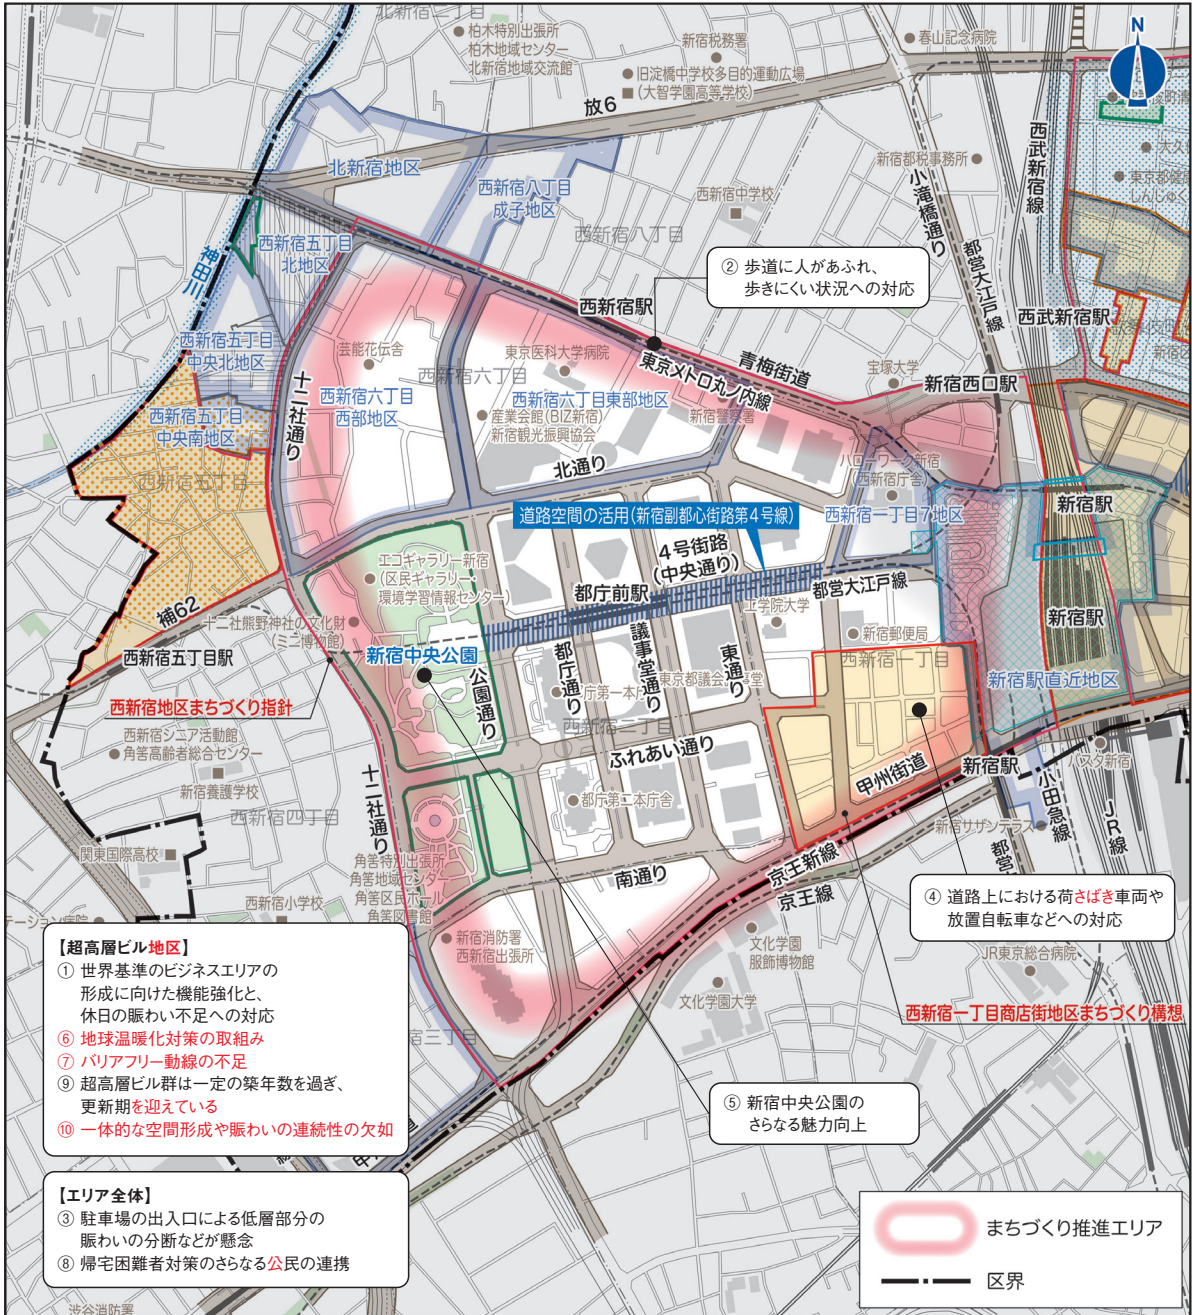 北新宿二丁目
柏木特別出張所
柏木地域センター
北新宿地域交流館
新宿税務署
春山記念病院
旧淀橋中学校多目的運動広場
(大智学園高等学校)
放6
N
北新宿地区
西新宿八丁目
成子地区
西新宿中学校
新宿都税事務所
小滝橋通り
西武新宿線
都営大江戸線
西新宿五丁目
北地区
西新宿八丁目
神田川
② 歩道に人があふれ、
歩きにくい状況への対応
西新宿駅
西武新宿駅
西新宿五丁目
中央北地区
芸能花伝舎
東京医科大学病院
西新宿六丁目
東京メトロ丸ノ内線
青梅街道
宝塚大学
新宿西口駅
十二社通り
西新宿六丁目
西部地区
西新宿六丁目東部地区
西新宿五丁目
中央南地区
産業会館(BIZ新宿)
新宿観光振興協会
新宿警察署
北通り
ハローワーク新宿
(西新宿庁舎)
西新宿五丁目
道路空間の活用(新宿副都心街路第4号線)
西新宿一丁目7地区
新宿駅
エコギャラリー新宿
(区民ギャラリー・
環境学習情報センター)
4号街路
(中央通り)
都庁前駅
都営大江戸線
工学院大学
補62
十二社熊野神社の文化財
(ミニ博物館)
新宿駅
新宿郵便局
西新宿五丁目駅
新宿中央公園
公園通り
都庁通り
議事堂通り
東通り
西新宿一丁目
都庁第一本庁舎
東京都議会議事堂
新宿駅直近地区
西新宿地区まちづくり指針
西新宿二丁目
西新宿シニア活動館
角筈高齢者総合センター
ふれあい通り
新宿駅
バスタ新宿
新宿養護学校
甲州街道
十二社通り
都庁第二本庁舎
小田急線
JR線
西新宿四丁目
新宿サザンテラス
関東国際高校
角筈特別出張所
角筈地域センター
角筈区民ホール
角筈図書館
京王新線
京王線
都営
南通り
西新宿小学校
④ 道路上における荷さばき車両や
放置自転車などへの対応
新宿消防署
西新宿出張所
文化学園
服飾博物館
JR東京総合病院
文化学園大学
西新宿一丁目商店街地区まちづくり構想
【超高層ビル地区】
① 世界基準のビジネスエリアの
形成に向けた機能強化と、
休日の賑わい不足への対応
⑥ 地球温暖化対策の取組み
⑦ バリアフリー動線の不足
⑨ 超高層ビル群は一定の築年数を過ぎ、
更新期を迎えている
⑩ 一体的な空間形成や賑わいの連続性の欠如
⑤ 新宿中央公園の
さらなる魅力向上
【エリア全体】
③ 駐車場の出入口による低層部分の
賑わいの分断などが懸念
⑧ 帰宅困難者対策のさらなる公民の連携
まちづくり推進エリア
区界
渋谷消防署